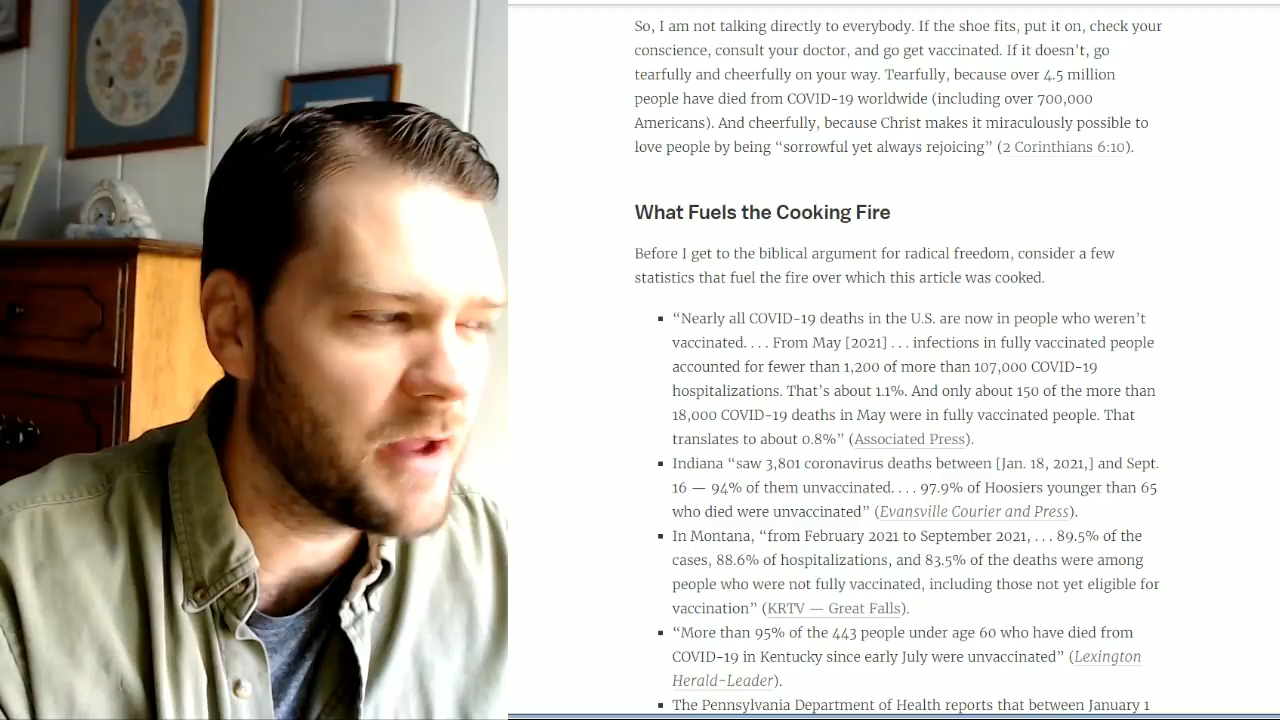 So, I am not talking directly to everybody. If the shoe fits, put it on, check your
conscience, consult your doctor, and go get vaccinated. If it doesn't, go
tearfully and cheerfully on your way. Tearfully, because over 4.5 million
people have died from COVID-19 worldwide (including over 700,000
Americans). And cheerfully, because Christ makes it miraculously possible to
love people by being “sorrowful yet always rejoicing” (2 Corinthians 6:10).
What Fuels the Cooking Fire
Before I get to the biblical argument for radical freedom, consider a few
statistics that fuel the fire over which this article was cooked.
▪ “Nearly all COVID-19 deaths in the U.S. are now in people who weren't
vaccinated. . . . From May [2021] . . . infections in fully vaccinated people
accounted for fewer than 1,200 of more than 107,000 COVID-19
hospitalizations. That's about 1.1%. And only about 150 of the more than
18,000 COVID-19 deaths in May were in fully vaccinated people. That
translates to about 0.8%” (Associated Press).
▪ Indiana “saw 3,801 coronavirus deaths between [Jan. 18, 2021,] and Sept.
16 — 94% of them unvaccinated. . . . 97.9% of Hoosiers younger than 65
who died were unvaccinated” (Evansville Courier and Press).
▪ In Montana, “from February 2021 to September 2021, . . . 89.5% of the
cases, 88.6% of hospitalizations, and 83.5% of the deaths were among
people who were not fully vaccinated, including those not yet eligible for
vaccination” (KRTV — Great Falls).
▪ “More than 95% of the 443 people under age 60 who have died from
COVID-19 in Kentucky since early July were unvaccinated” (Lexington
Herald-Leader).
▪ The Pennsylvania Department of Health reports that between January 1